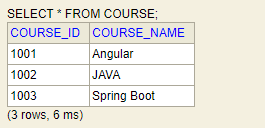 SELECT * FROM COURSE;
COURSE_ID COURSE_NAME
1001 Angular
1002 JAVA
1003 Spring Boot
(3 rows, 6 ms)